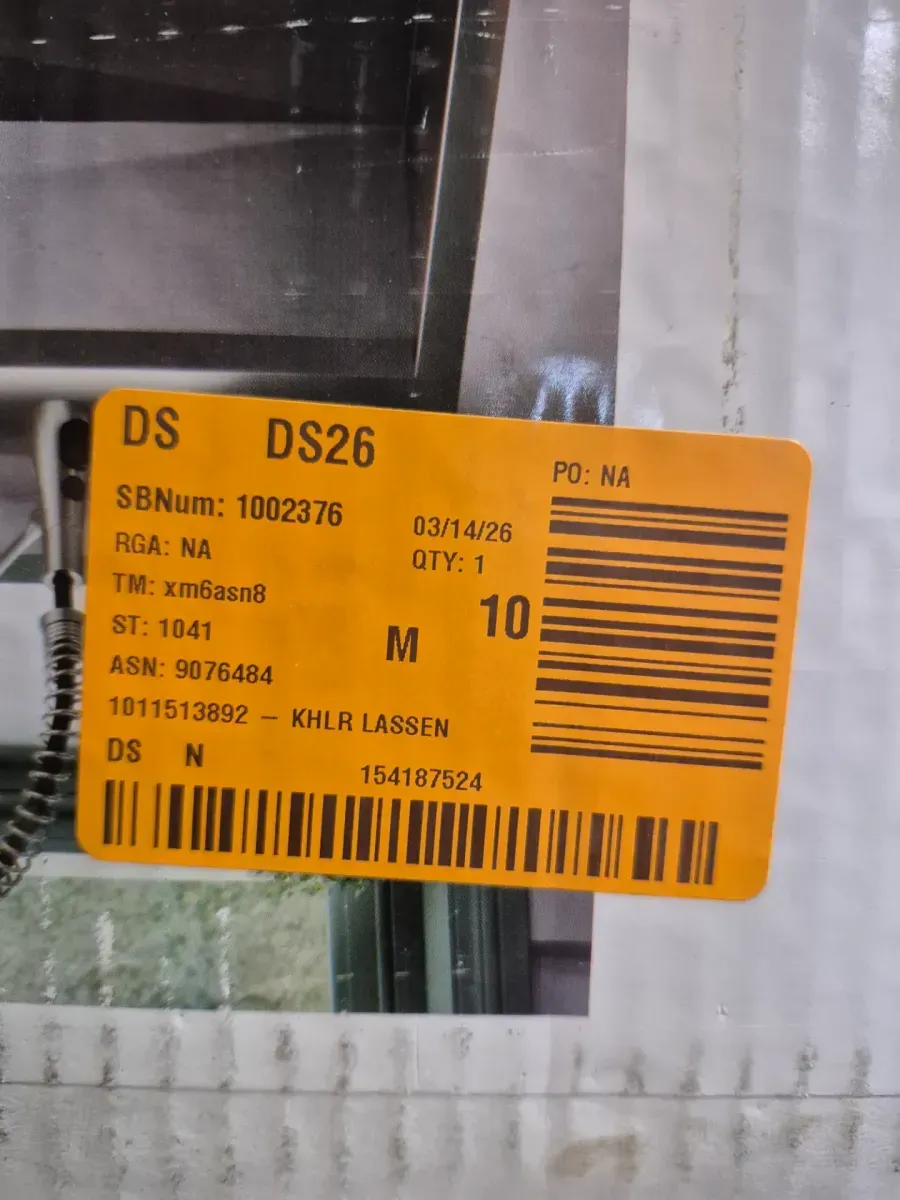 DS DS26
PO: NA
SBNum: 1002376
03/14/26
RGA: NA
QTY: 1
TM: xm6asn8
10
ST: 1041
M
ASN: 9076484
1011513892 – KHLR LASSEN
DS N
154187524